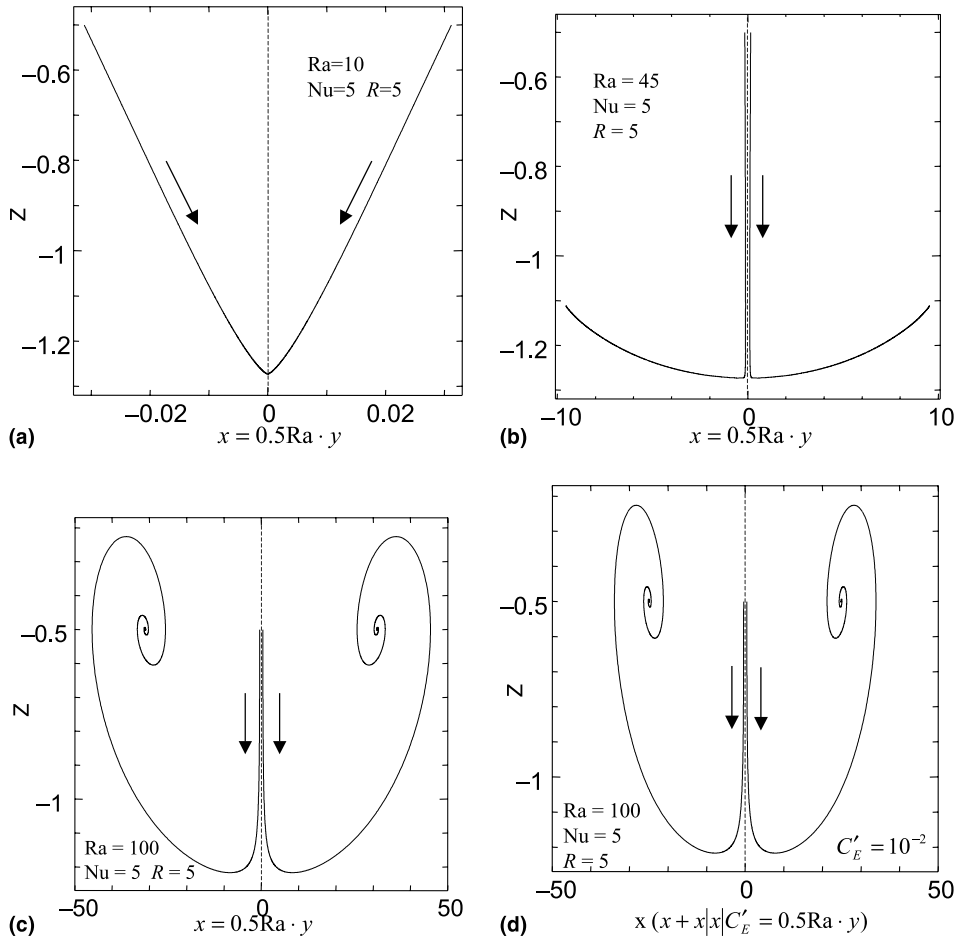 −0.6
−0.8
−1
−1.2
Z
Ra=10
Nu=5 R=5
−0.02
0
0.02
(a)
x = 0.5Ra · y
−0.6
−0.8
−1
−1.2
Z
Ra = 45
Nu = 5
R = 5
−10
0
10
(b)
x = 0.5Ra · y
−0.5
−1
Z
Ra = 100
Nu = 5 R = 5
−50
0
50
(c)
x = 0.5Ra · y
−0.5
−1
Z
Ra = 100
Nu = 5
R = 5
C′_E = 10^{−2}
−50
0
50
(d)
x (x + x|x|C′_E = 0.5Ra · y)